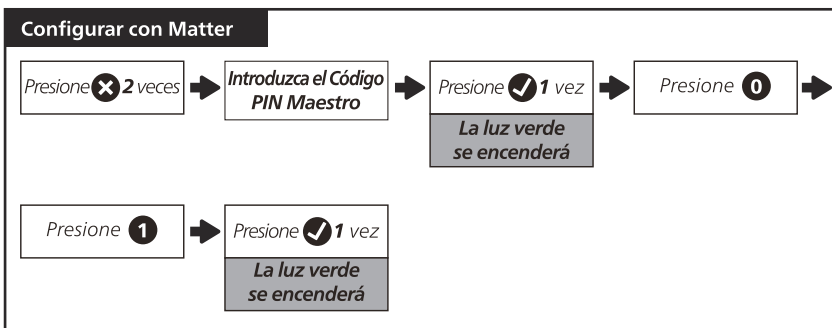 Configurar con Matter
Presione ✖ 2 veces
Introduzca el Código
PIN Maestro
Presione ✔ 1 vez
La luz verde
se encenderá
Presione 0
Presione 1
Presione ✔ 1 vez
La luz verde
se encenderá